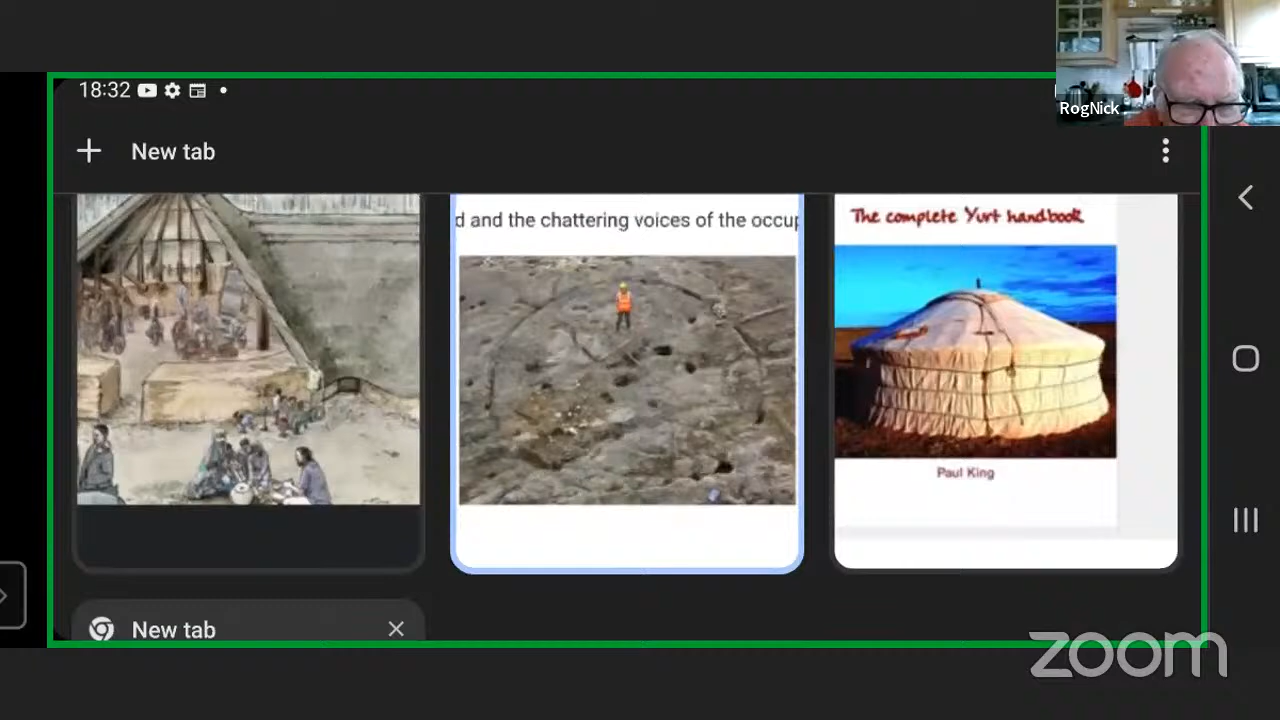 18:32
RogNick
New tab
d and the chattering voices of the occup
The complete Yurt handbook
Paul King
New tab
zoom